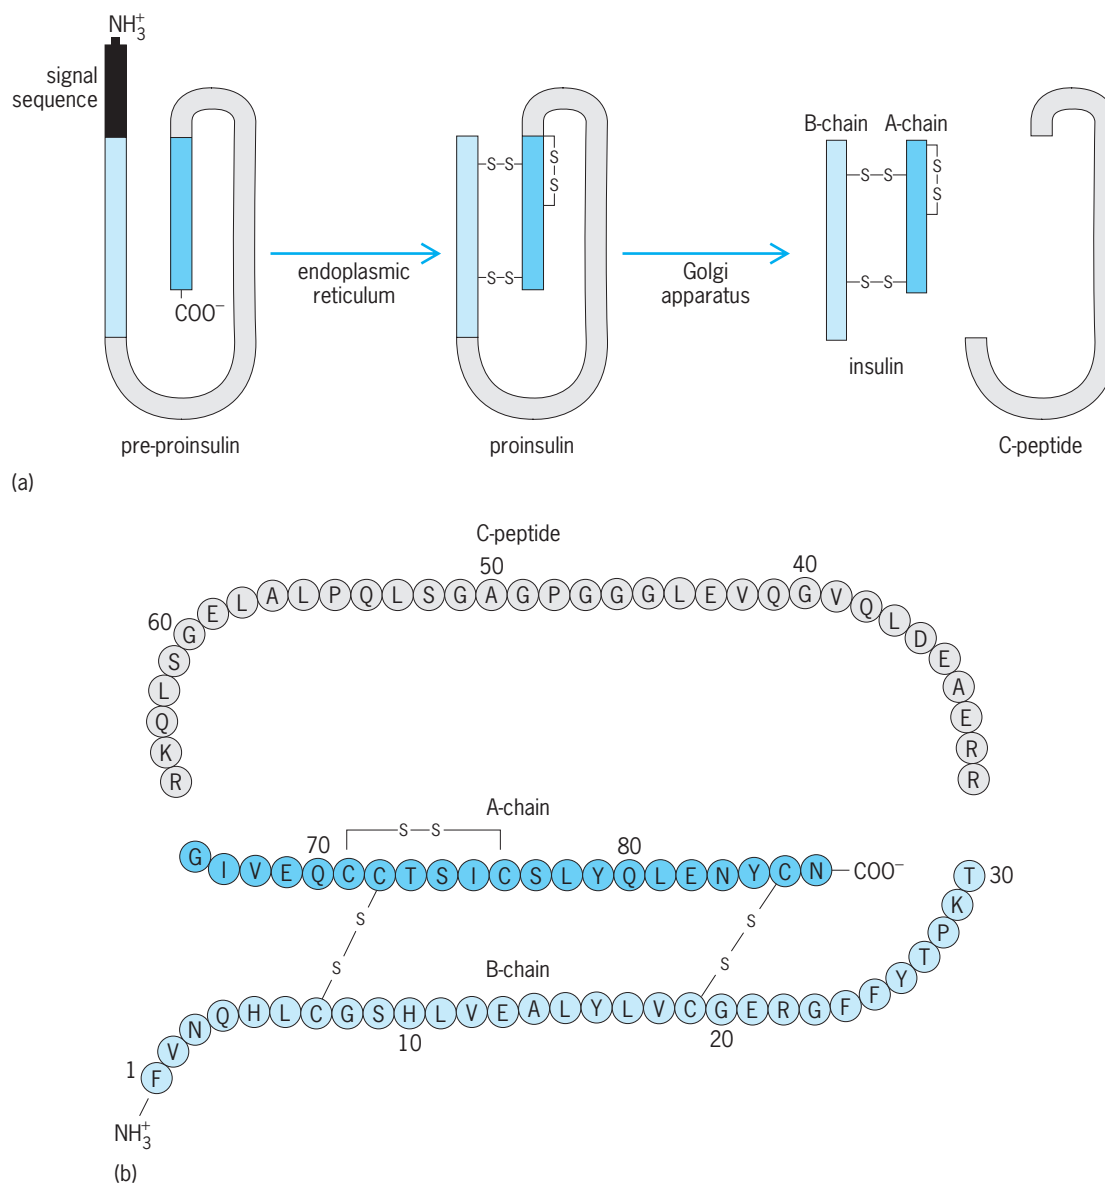 NH3+
signal
sequence
COO−
pre-proinsulin
endoplasmic
reticulum
S S
S
S
S S
proinsulin
Golgi
apparatus
B-chain A-chain
S S
S
S
S S
insulin
C-peptide
(a)
C-peptide
60 50 40
R K Q L S G E L A L P Q L S G A G P G G G L E V Q G V Q L D E A E R R
A-chain
S S
70 80
G I V E Q C C T S I C S L Y Q L E N Y C N COO−
S S
S S
B-chain
1 10 20 30
F V N Q H L C G S H L V E A L Y L V C G E R G F F Y T P K T
NH3+
(b)